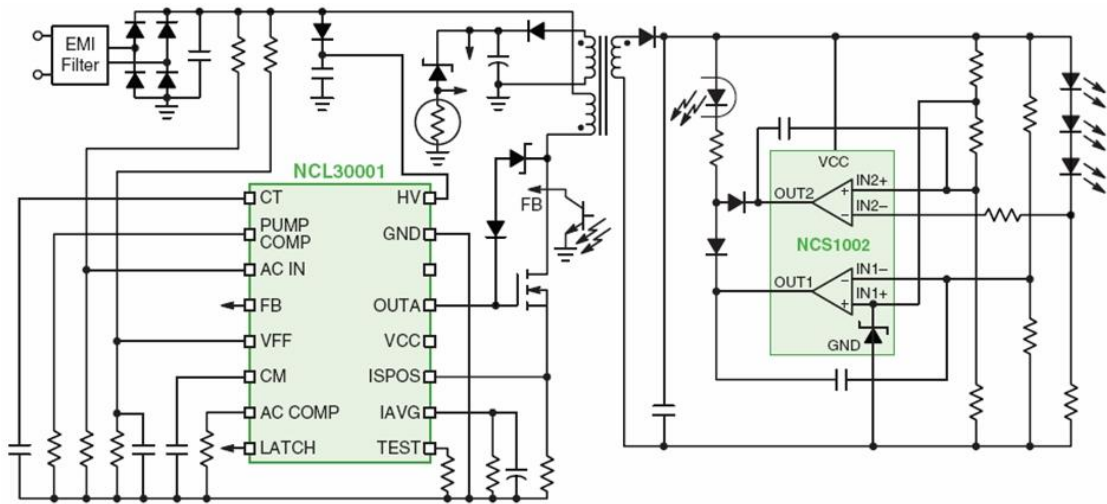 EMI
Filter
NCL30001
CT
PUMP
COMP
AC IN
FB
VFF
CM
AC COMP
LATCH
HV
GND
OUTA
VCC
ISPOS
IAVG
TEST
FB
VCC
OUT2
IN2+
+
IN2–
–
NCS1002
OUT1
IN1–
–
IN1+
+
GND